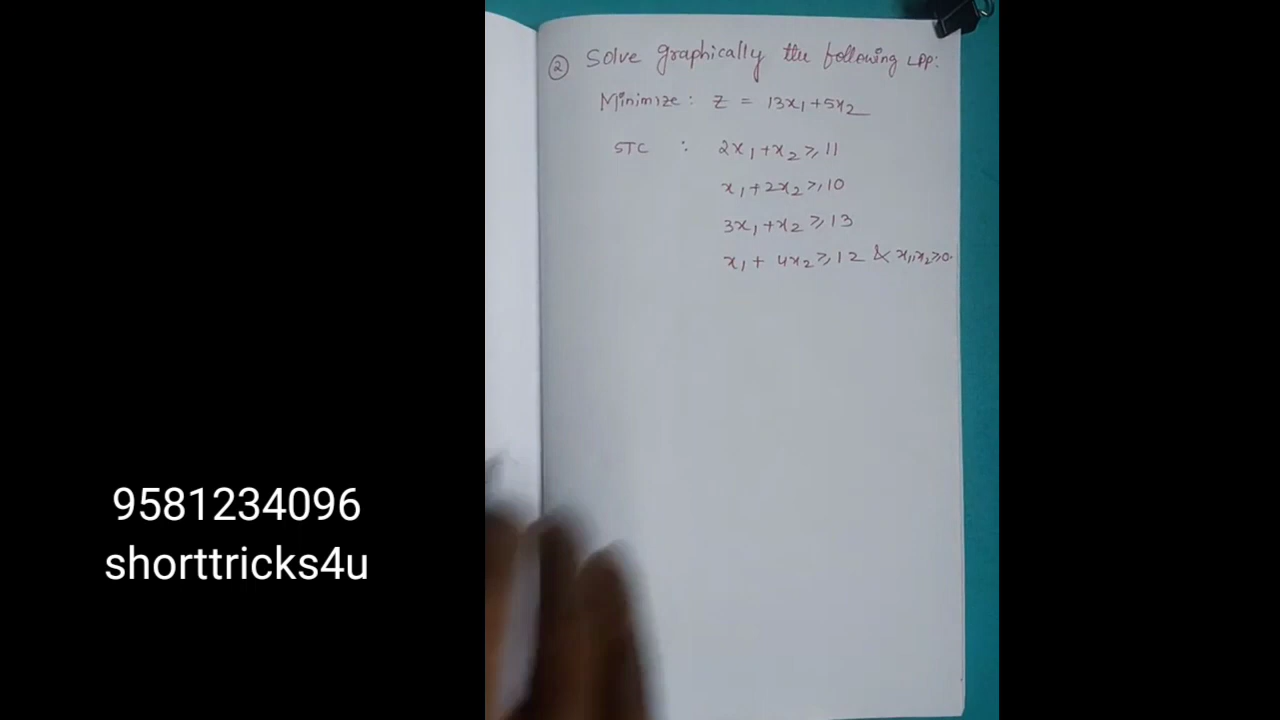 ② Solve graphically the following LPP:
Minimize : Z = 13x₁+5x₂
STC : 2x₁+x₂ ≥ 11
x₁+2x₂ ≥ 10
3x₁+x₂ ≥ 13
x₁+ 4x₂ ≥ 12 & x₁,x₂ ≥ 0.
9581234096
shorttricks4u